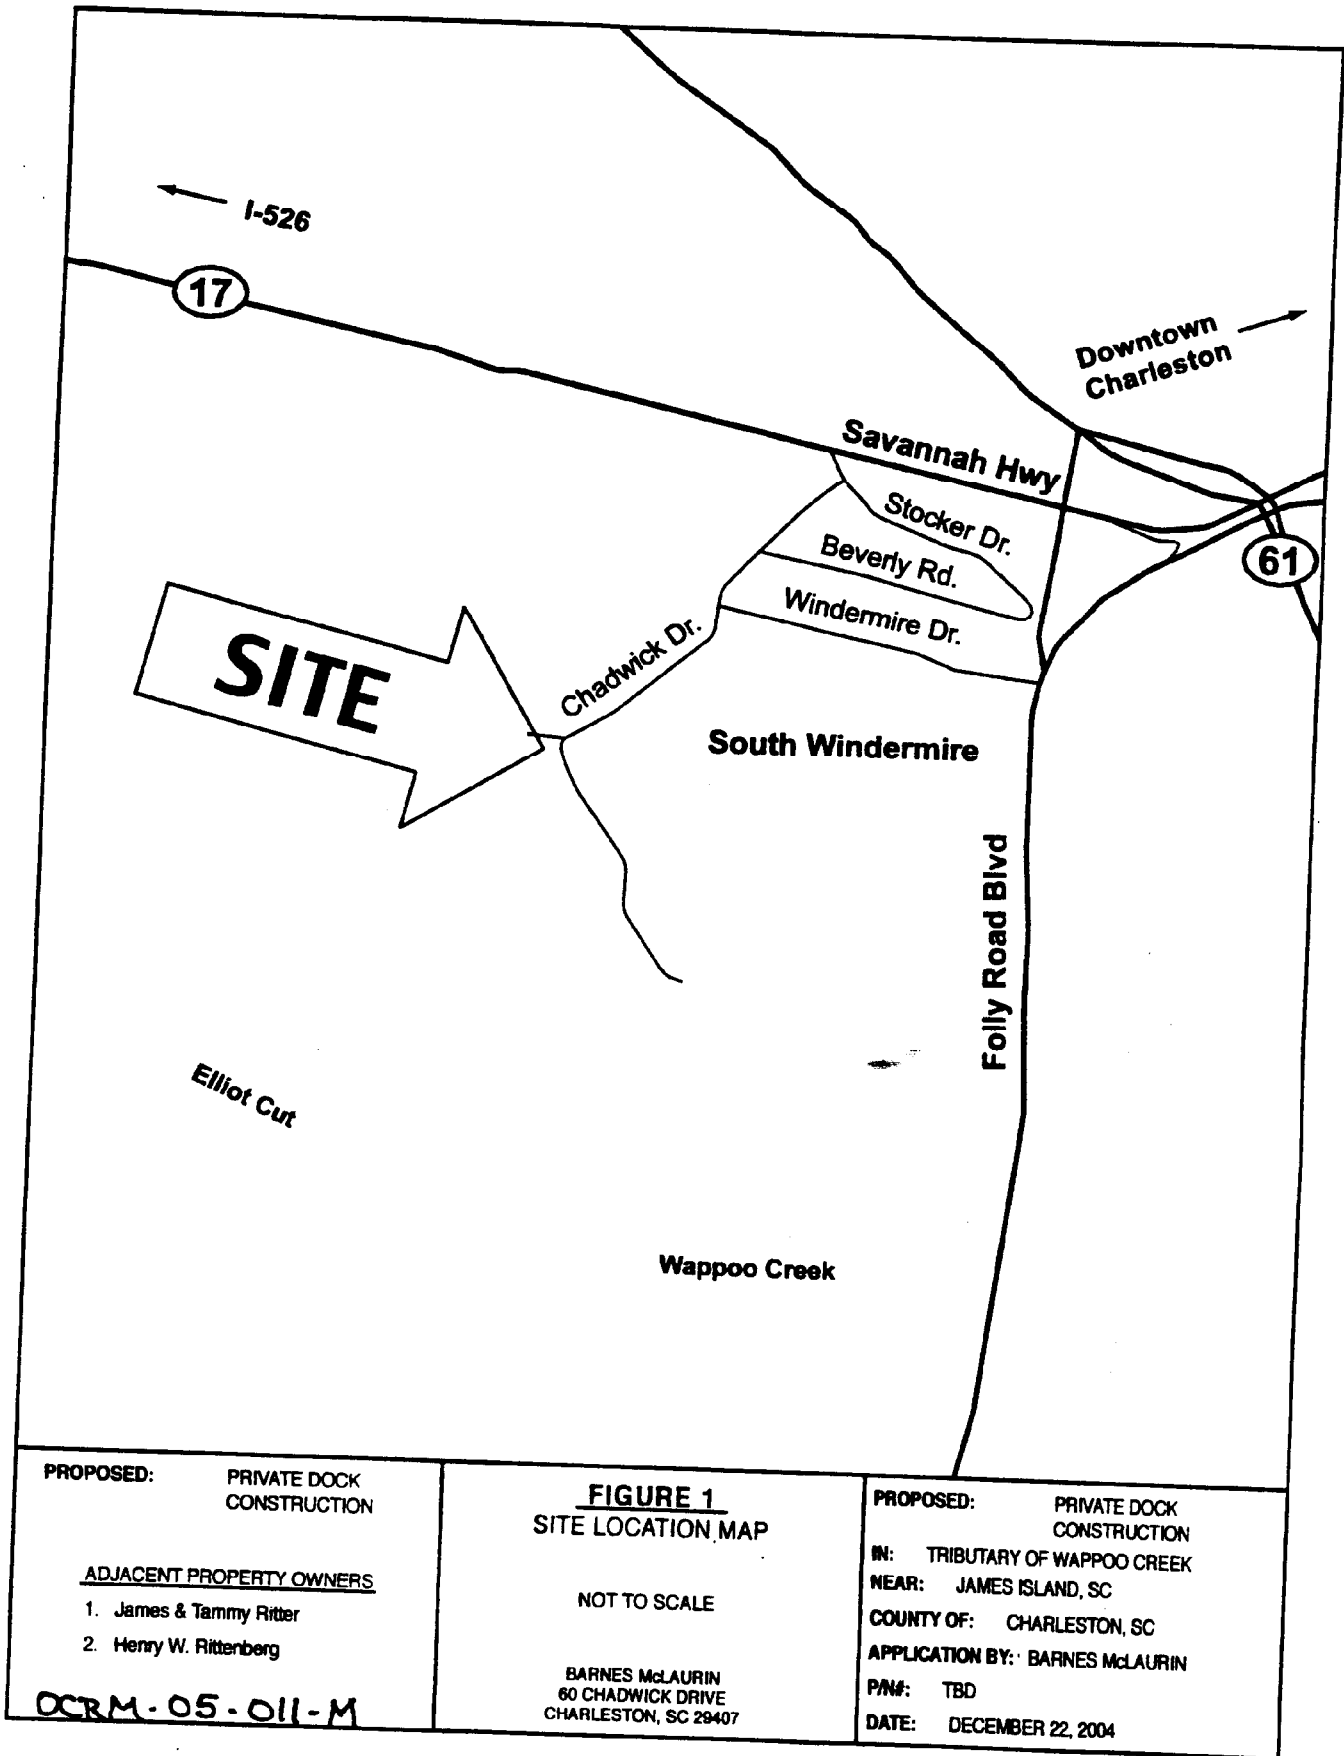 I-526
17
Downtown
Charleston
Savannah Hwy
Stocker Dr.
Beverly Rd.
61
Windermire Dr.
Chadwick Dr.
SITE
South Windermire
Folly Road Blvd
Elliot Cut
Wappoo Creek
PROPOSED: PRIVATE DOCK
CONSTRUCTION
ADJACENT PROPERTY OWNERS
1. James & Tammy Ritter
2. Henry W. Rittenberg
OCRM-05-011-M
FIGURE 1
SITE LOCATION MAP
NOT TO SCALE
BARNES McLAURIN
60 CHADWICK DRIVE
CHARLESTON, SC 29407
PROPOSED: PRIVATE DOCK
CONSTRUCTION
IN: TRIBUTARY OF WAPPOO CREEK
NEAR: JAMES ISLAND, SC
COUNTY OF: CHARLESTON, SC
APPLICATION BY: BARNES McLAURIN
P/N#: TBD
DATE: DECEMBER 22, 2004